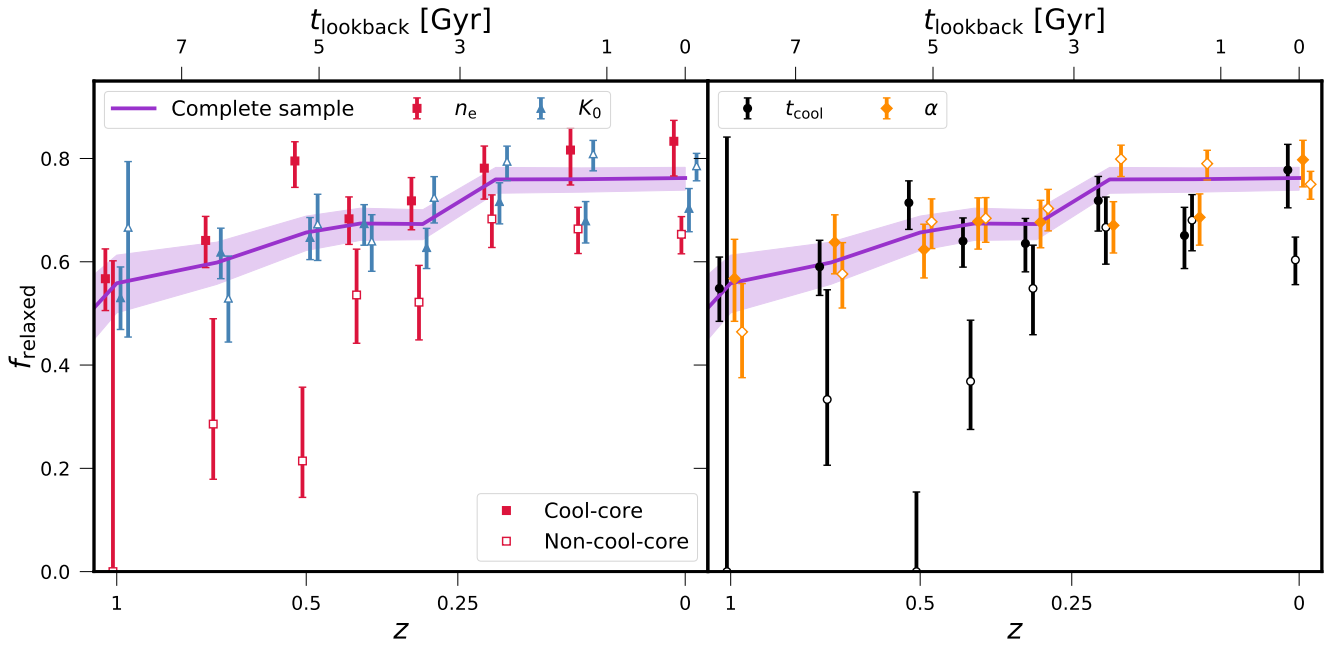 t_lookback [Gyr] t_lookback [Gyr]
7 5 3 1 0 7 5 3 1 0
Complete sample n_e K_0 t_cool α
f_relaxed
0.8
0.6
0.4
0.2
0.0
Cool-core
Non-cool-core
1 0.5 0.25 0 1 0.5 0.25 0
z z